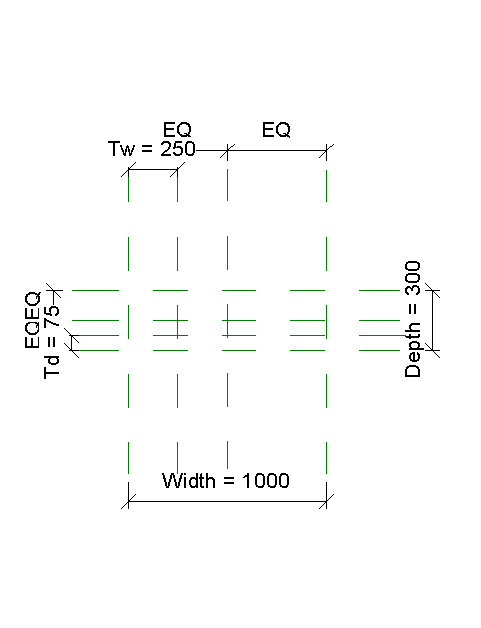 EQ
EQ
Tw = 250
EQEQ
Td = 75
Depth = 300
Width = 1000